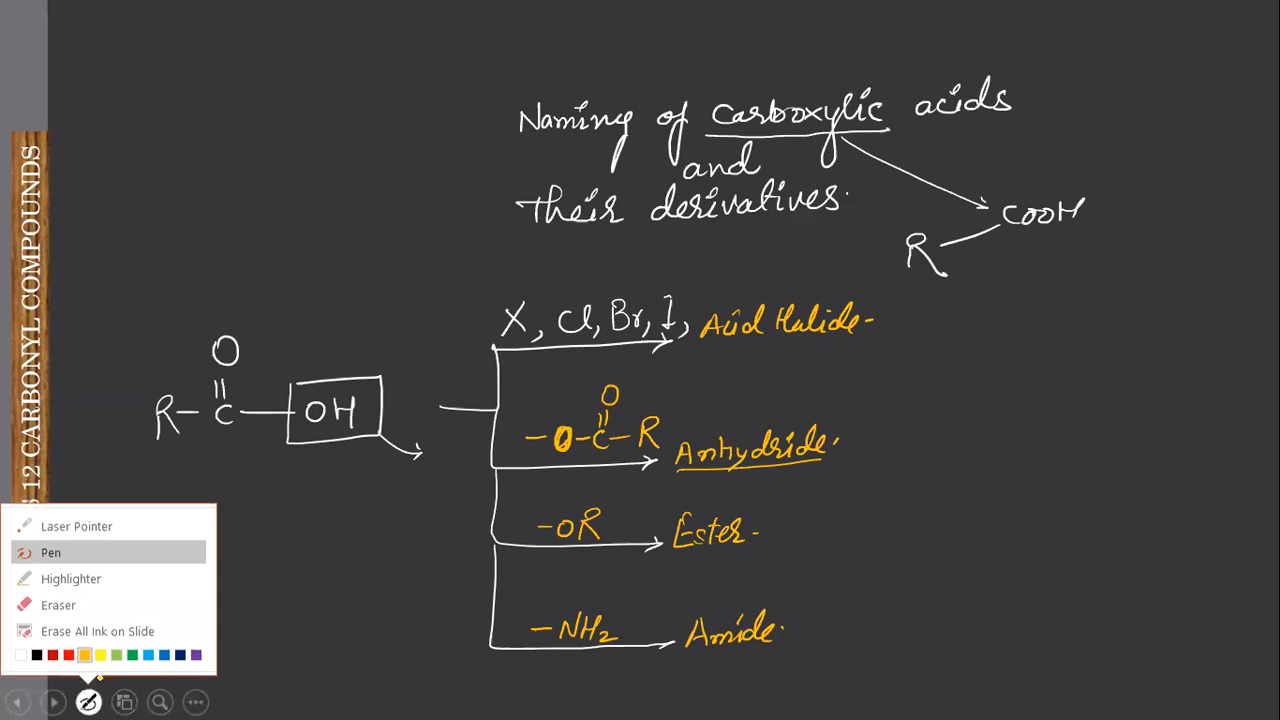 Naming of Carboxylic acids
and
their derivatives.
COOH
R
X, Cl, Br, I, Acid Halide-
O
||
R-C-OH
O
||
-O-C-R Anhydride.
-OR Ester-
-NH2 Amide.
12 CARBONYL COMPOUNDS
Laser Pointer
Pen
Highlighter
Eraser
Erase All Ink on Slide